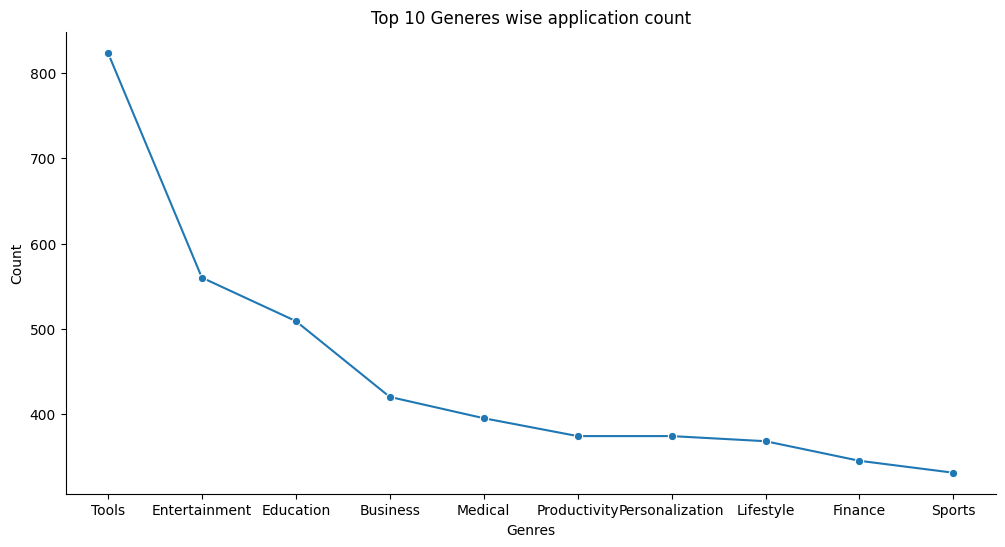 Top 10 Generes wise application count
Count
800
700
600
500
400
Tools Entertainment Education Business Medical Productivity Personalization Lifestyle Finance Sports
Genres